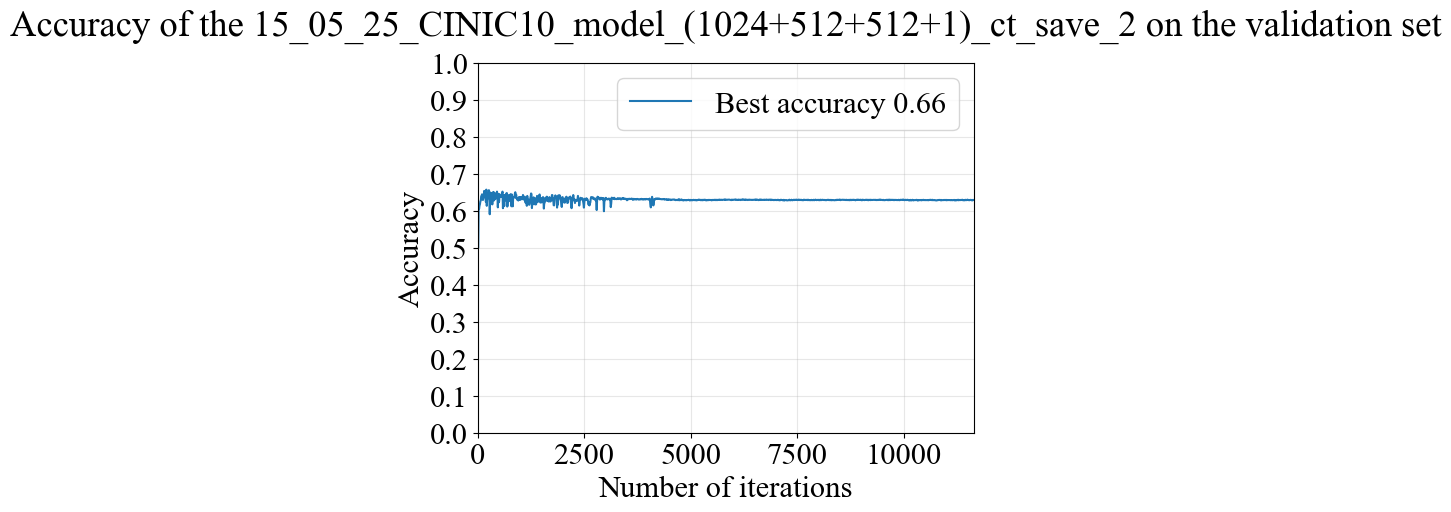 Accuracy of the 15_05_25_CINIC10_model_(1024+512+512+1)_ct_save_2 on the validation set
Best accuracy 0.66
Accuracy
1.0
0.9
0.8
0.7
0.6
0.5
0.4
0.3
0.2
0.1
0.0
0 2500 5000 7500 10000
Number of iterations